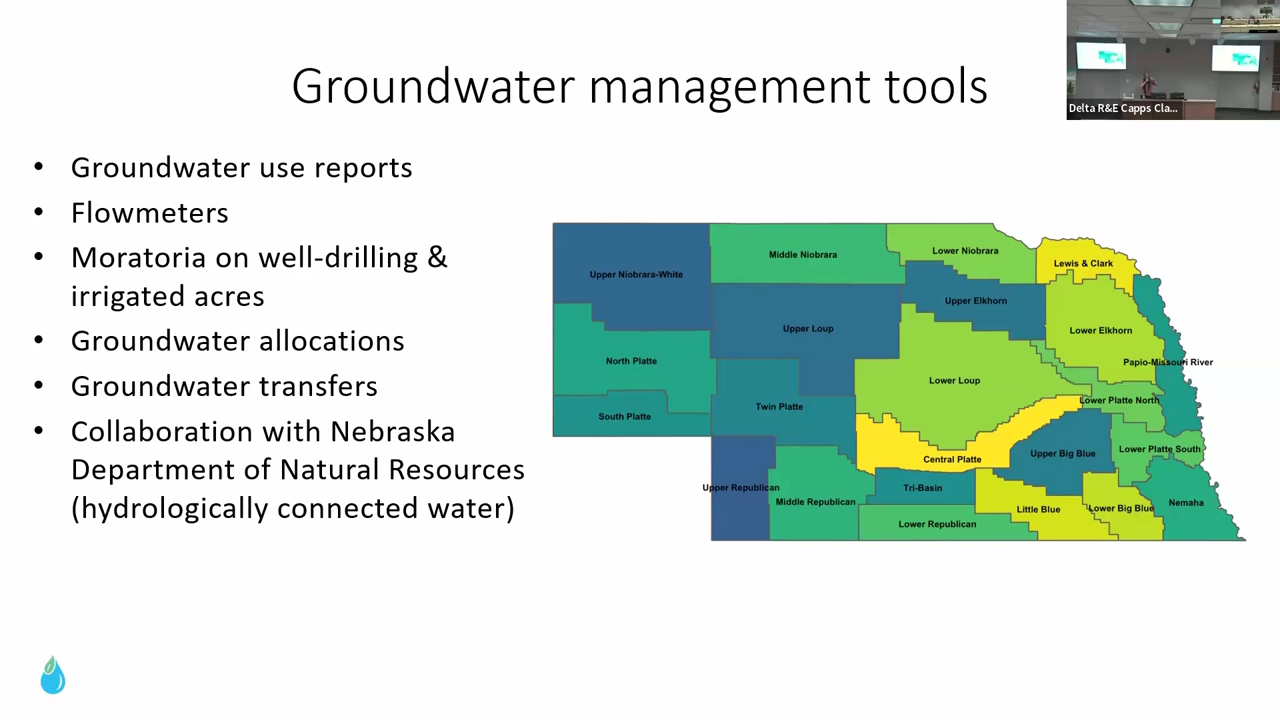 Groundwater management tools
Delta R&E Capps Cla...
• Groundwater use reports
• Flowmeters
• Moratoria on well-drilling &
irrigated acres
• Groundwater allocations
• Groundwater transfers
• Collaboration with Nebraska
Department of Natural Resources
(hydrologically connected water)
Upper Niobrara-White
Middle Niobrara
Lower Niobrara
Lewis & Clark
Upper Elkhorn
Upper Loup
Lower Elkhorn
North Platte
Papio-Missouri River
Lower Loup
Lower Platte North
Twin Platte
South Platte
Lower Platte South
Upper Big Blue
Central Platte
Upper Republican
Tri-Basin
Middle Republican
Nemaha
Little Blue
Lower Big Blue
Lower Republican